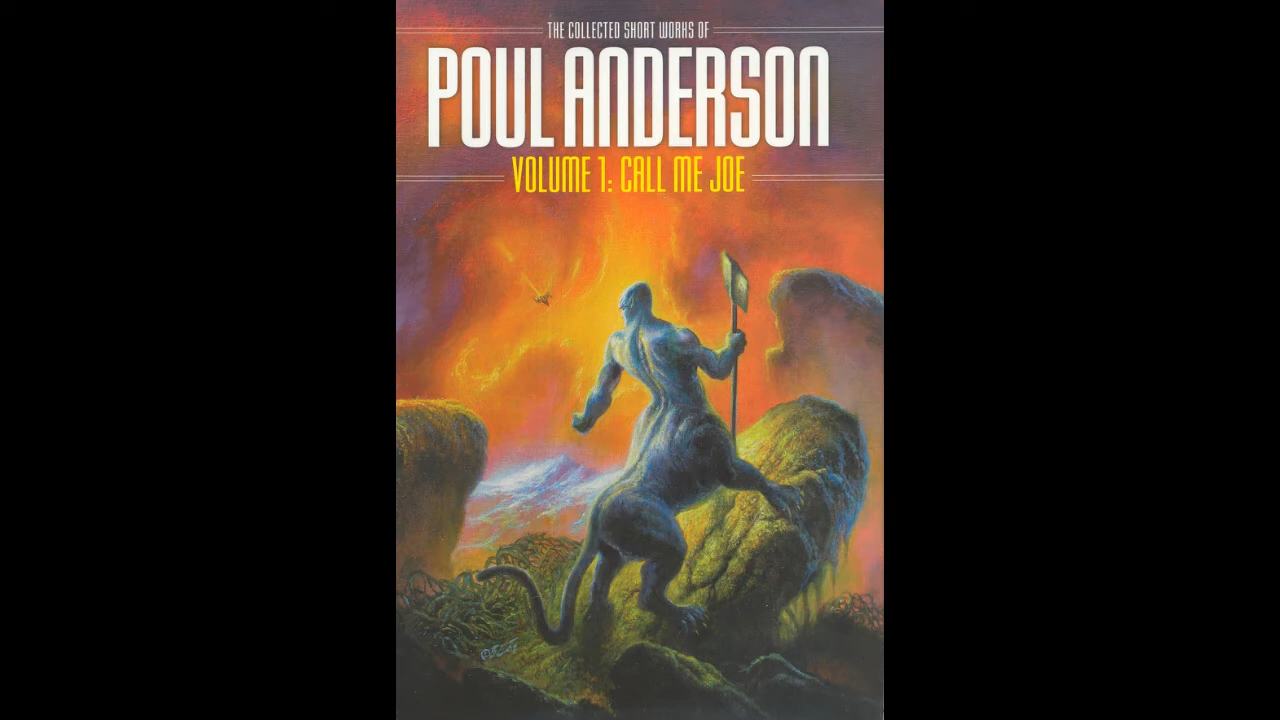 THE COLLECTED SHORT WORKS OF
POUL ANDERSON
VOLUME 1: CALL ME JOE